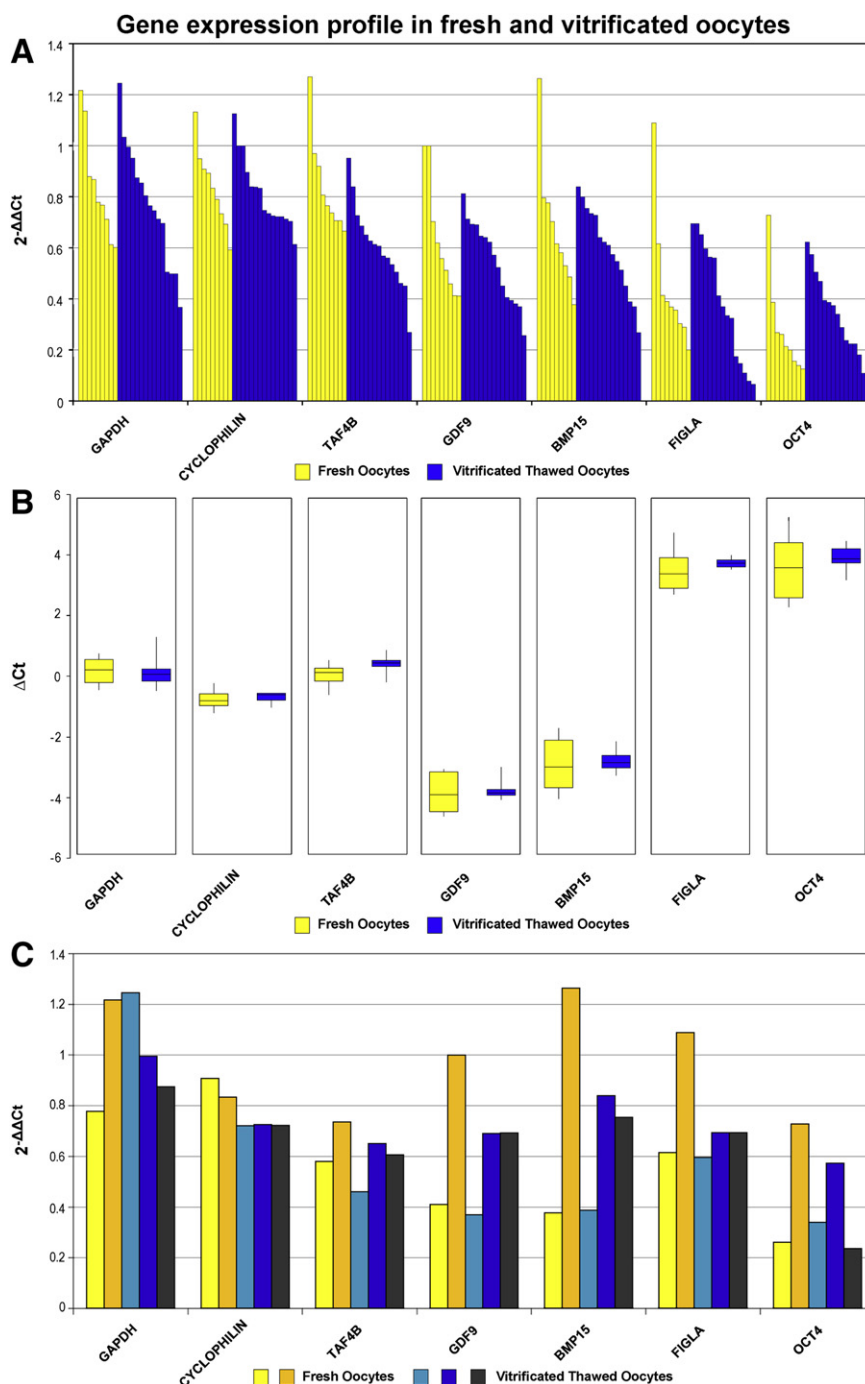 Gene expression profile in fresh and vitrificated oocytes
A
1.4
1.2
1
0.8
0.6
0.4
0.2
0
2-ΔΔCt
GAPDH
CYCLOPHILIN
TAF4B
GDF9
BMP15
FIGLA
OCT4
Fresh Oocytes Vitrificated Thawed Oocytes
B
6
4
2
0
-2
-4
-6
ΔCt
GAPDH
CYCLOPHILIN
TAF4B
GDF9
BMP15
FIGLA
OCT4
Fresh Oocytes Vitrificated Thawed Oocytes
C
1.4
1.2
1
0.8
0.6
0.4
0.2
0
2-ΔΔCt
GAPDH
CYCLOPHILIN
TAF4B
GDF9
BMP15
FIGLA
OCT4
Fresh Oocytes Vitrificated Thawed Oocytes